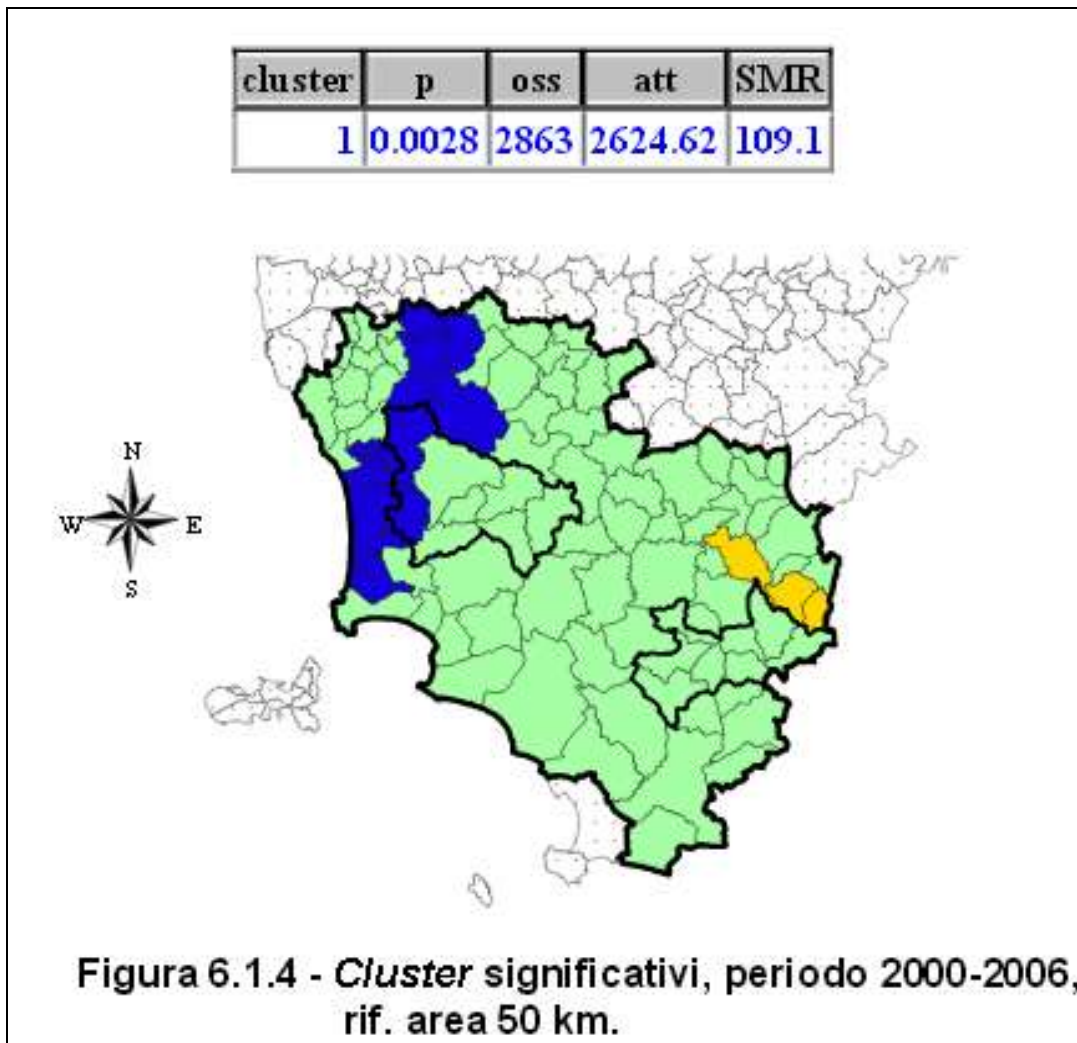 cluster p oss att SMR
1 0.0028 2863 2624.62 109.1
N
W E
S
Figura 6.1.4 - Cluster significativi, periodo 2000-2006,
rif. area 50 km.